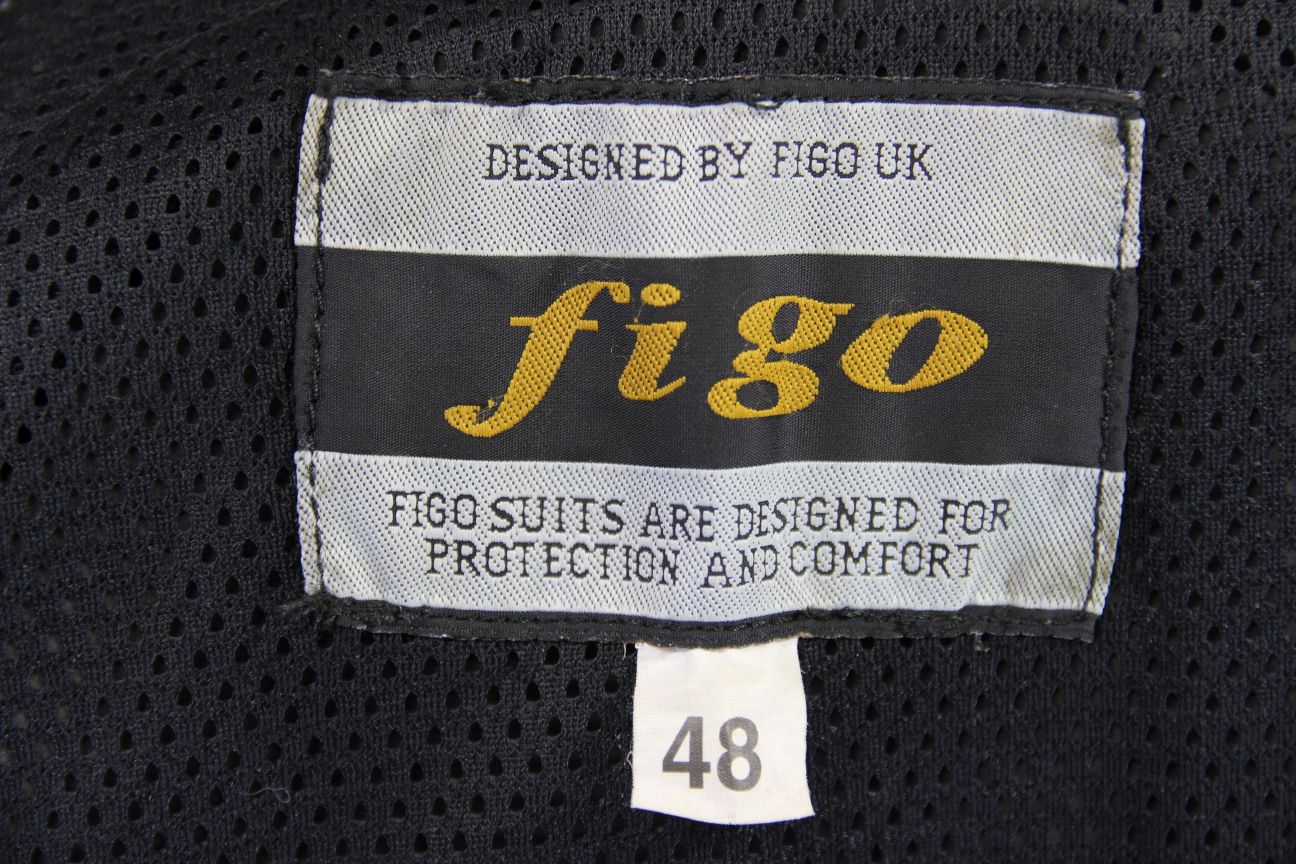 DESIGNED BY FIGO UK
figo
FIGO SUITS ARE DESIGNED FOR
PROTECTION AND COMFORT
48